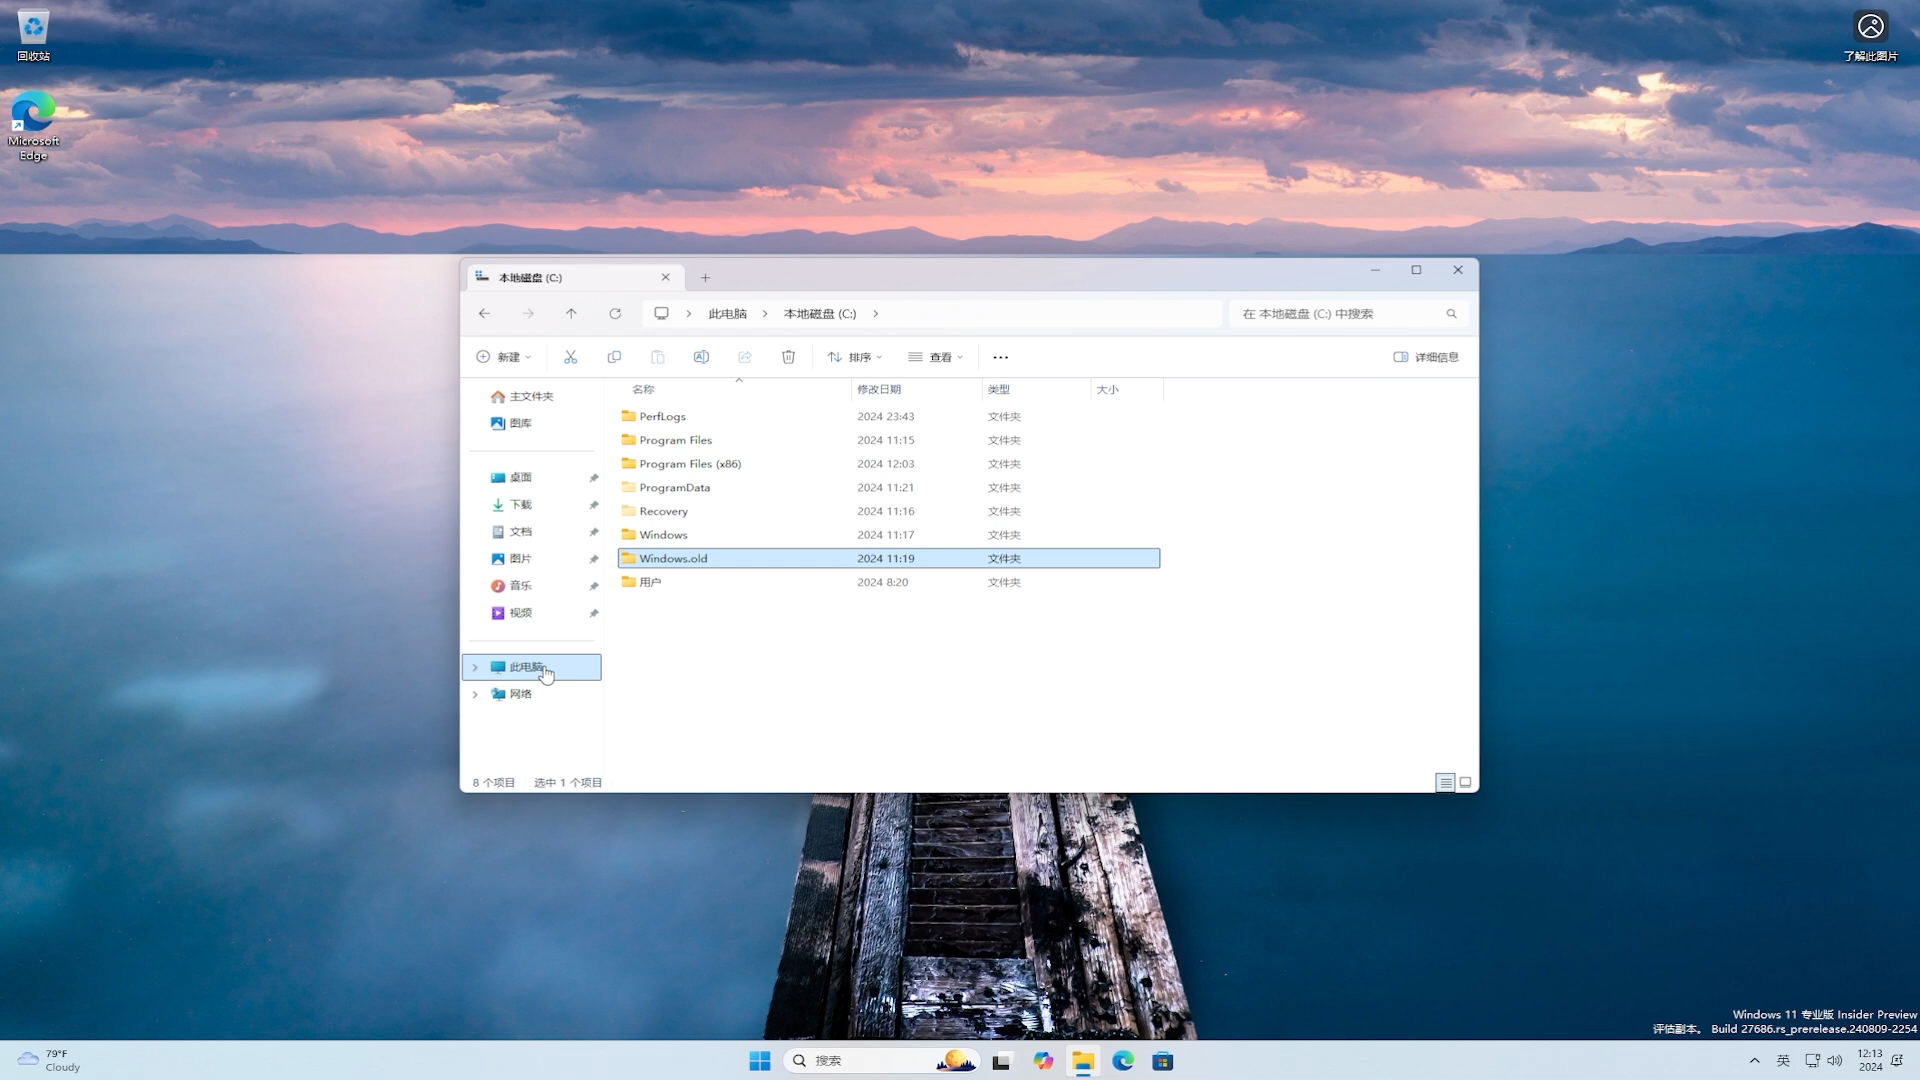 回收站
了解此图片
Microsoft
Edge
本地磁盘 (C:)
此电脑
本地磁盘 (C:)
在 本地磁盘 (C:) 中搜索
新建
排序
查看
详细信息
名称 修改日期 类型 大小
主文件夹
图库
桌面
下载
文档
图片
音乐
视频
此电脑
网络
PerfLogs 2024 23:43 文件夹
Program Files 2024 11:15 文件夹
Program Files (x86) 2024 12:03 文件夹
ProgramData 2024 11:21 文件夹
Recovery 2024 11:16 文件夹
Windows 2024 11:17 文件夹
Windows.old 2024 11:19 文件夹
用户 2024 8:20 文件夹
8 个项目 选中 1 个项目
Windows 11 专业版 Insider Preview
评估副本。 Build 27686.rs_prerelease.240809-2254
79°F
Cloudy
搜索
英
12:13
2024